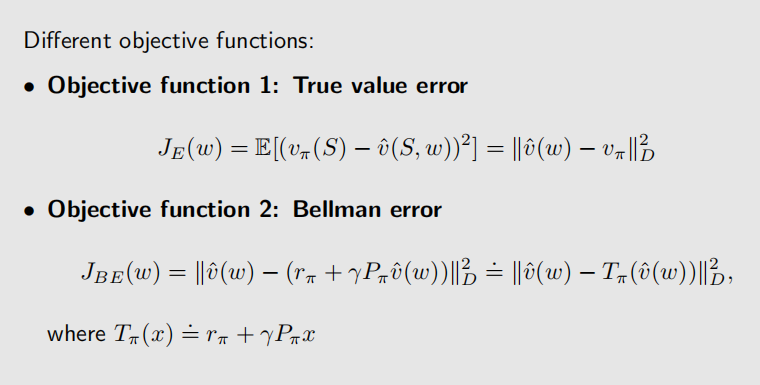 Different objective functions:
• Objective function 1: True value error
J_E(w) = 𝔼[(v_π(S) − v̂(S, w))²] = ‖v̂(w) − v_π‖²_D
• Objective function 2: Bellman error
J_BE(w) = ‖v̂(w) − (r_π + γP_π v̂(w))‖²_D ≐ ‖v̂(w) − T_π(v̂(w))‖²_D,
where T_π(x) ≐ r_π + γP_π x